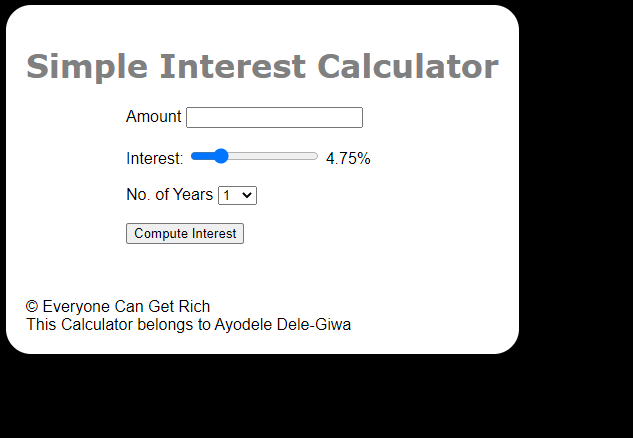 Simple Interest Calculator
Amount
Interest: 4.75%
No. of Years 1
Compute Interest
© Everyone Can Get Rich
This Calculator belongs to Ayodele Dele-Giwa